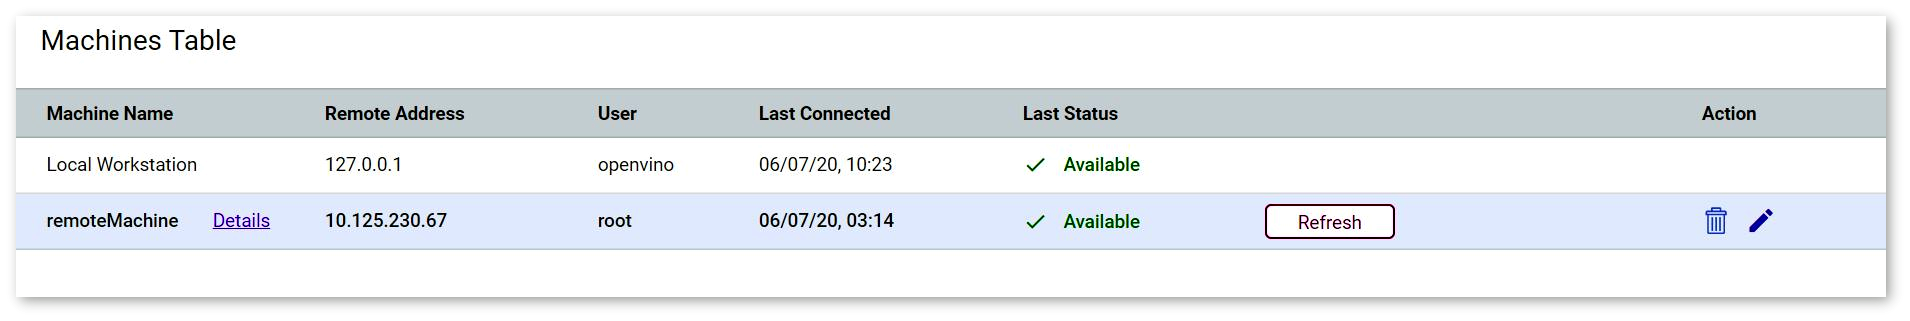 Machines Table
Machine Name Remote Address User Last Connected Last Status Action
Local Workstation 127.0.0.1 openvino 06/07/20, 10:23 Available
remoteMachine Details 10.125.230.67 root 06/07/20, 03:14 Available Refresh